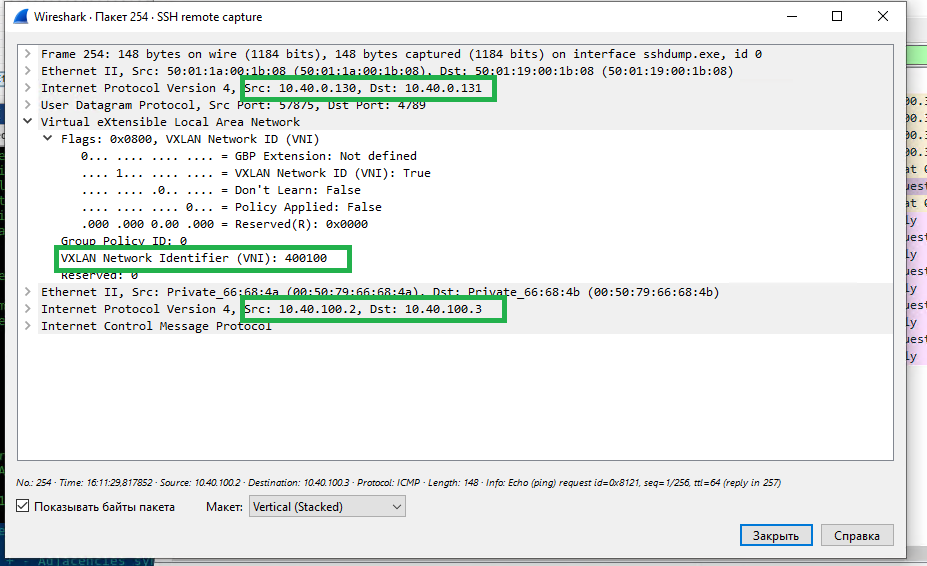 Wireshark · Пакет 254 · SSH remote capture
Frame 254: 148 bytes on wire (1184 bits), 148 bytes captured (1184 bits) on interface sshdump.exe, id 0
Ethernet II, Src: 50:01:1a:00:1b:08 (50:01:1a:00:1b:08), Dst: 50:01:19:00:1b:08 (50:01:19:00:1b:08)
Internet Protocol Version 4, Src: 10.40.0.130, Dst: 10.40.0.131
User Datagram Protocol, Src Port: 57875, Dst Port: 4789
Virtual eXtensible Local Area Network
Flags: 0x0800, VXLAN Network ID (VNI)
0... .... .... .... = GBP Extension: Not defined
.... 1... .... .... = VXLAN Network ID (VNI): True
.... .... .0.. .... = Don't Learn: False
.... .... .... 0... = Policy Applied: False
.000 .000 0.00 .000 = Reserved(R): 0x0000
Group Policy ID: 0
VXLAN Network Identifier (VNI): 400100
Reserved: 0
Ethernet II, Src: Private_66:68:4a (00:50:79:66:68:4a), Dst: Private_66:68:4b (00:50:79:66:68:4b)
Internet Protocol Version 4, Src: 10.40.100.2, Dst: 10.40.100.3
Internet Control Message Protocol
No.: 254 · Time: 16:11:29,817852 · Source: 10.40.100.2 · Destination: 10.40.100.3 · Protocol: ICMP · Length: 148 · Info: Echo (ping) request id=0x8121, seq=1/256, ttl=64 (reply in 257)
Показывать байты пакета Макет: Vertical (Stacked)
Закрыть Справка